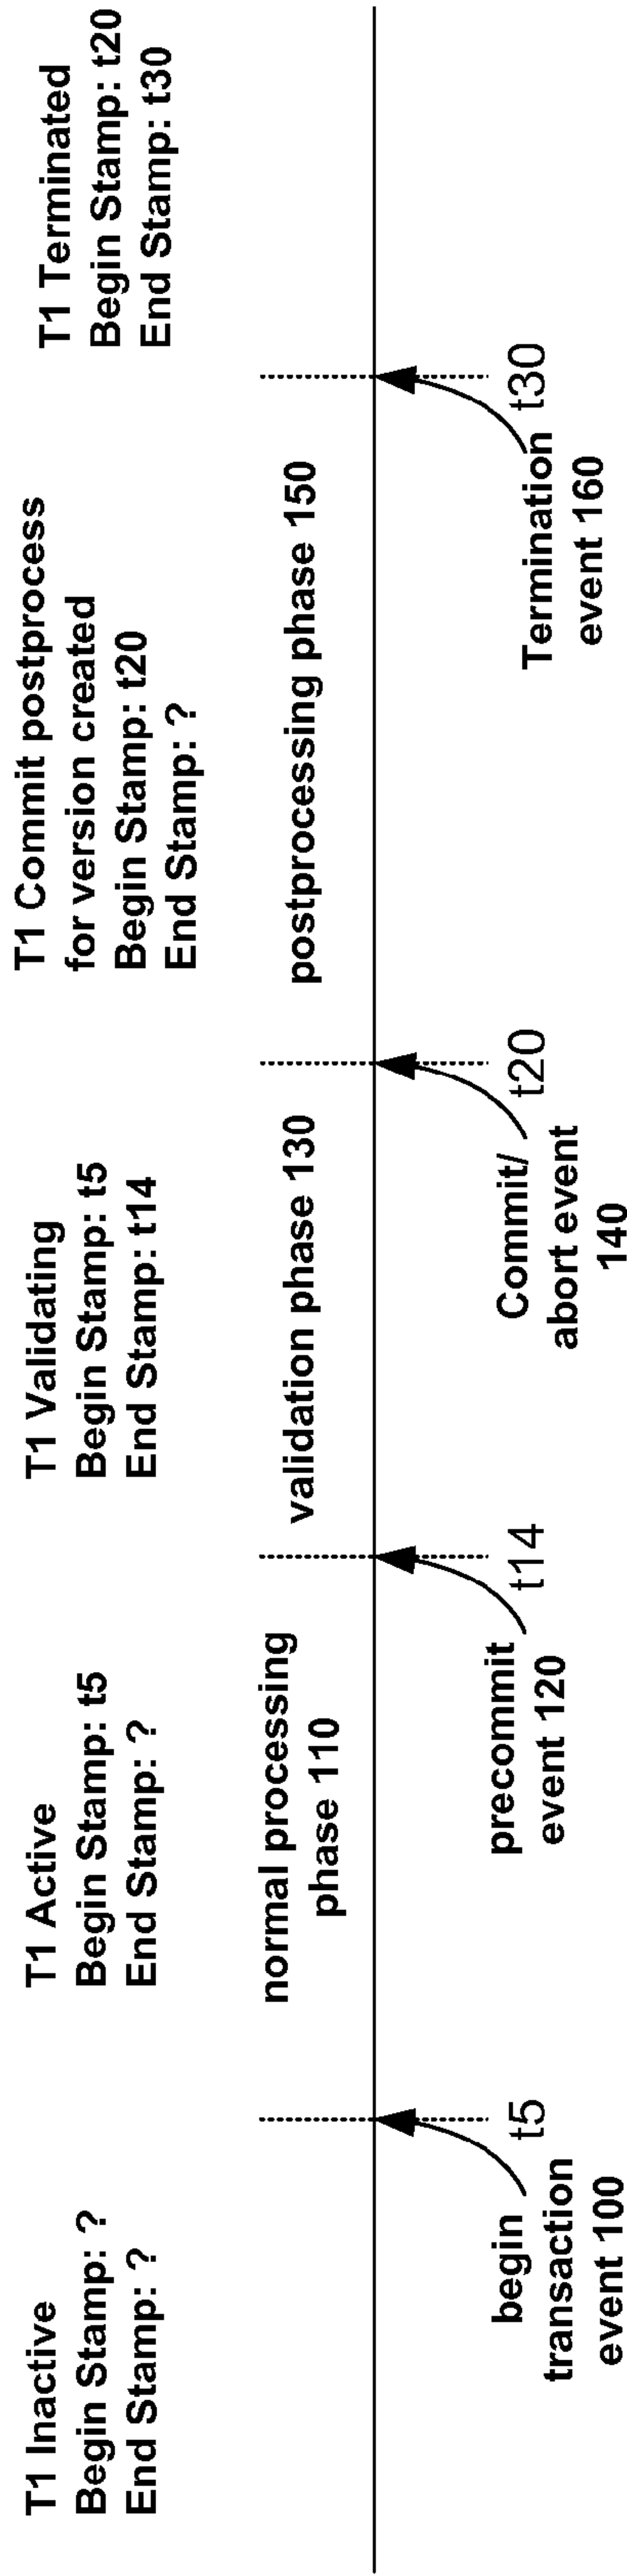 T1 Inactive
Begin Stamp: ?
End Stamp: ?
T1 Active
Begin Stamp: t5
End Stamp: ?
T1 Validating
Begin Stamp: t5
End Stamp: t14
T1 Commit postprocess
for version created
Begin Stamp: t20
End Stamp: ?
T1 Terminated
Begin Stamp: t20
End Stamp: t30
normal processing
phase 110
validation phase 130
postprocessing phase 150
t5
begin
transaction
event 100
t14
precommit
event 120
t20
Commit/
abort event
140
t30
Termination
event 160